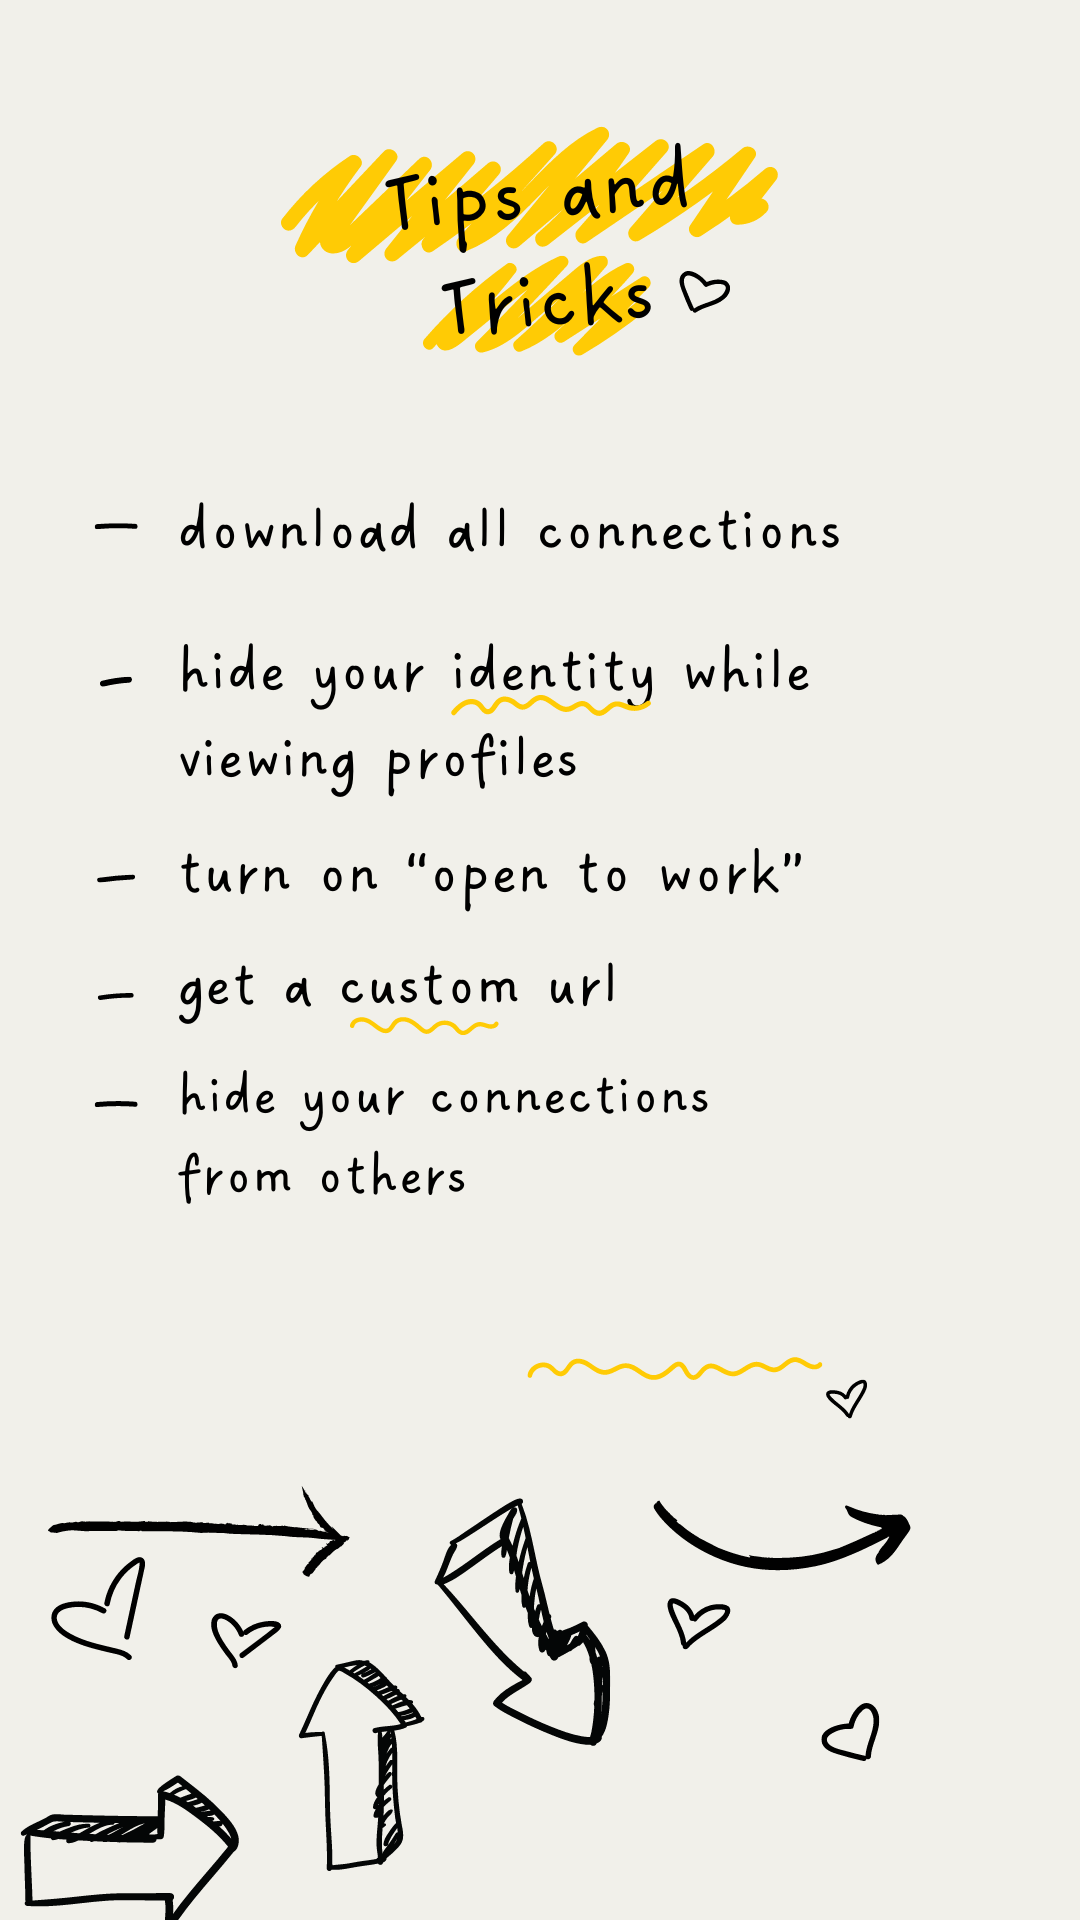 Tips and
Tricks
– download all connections
– hide your identity while
viewing profiles
– turn on “open to work”
– get a custom url
– hide your connections
from others